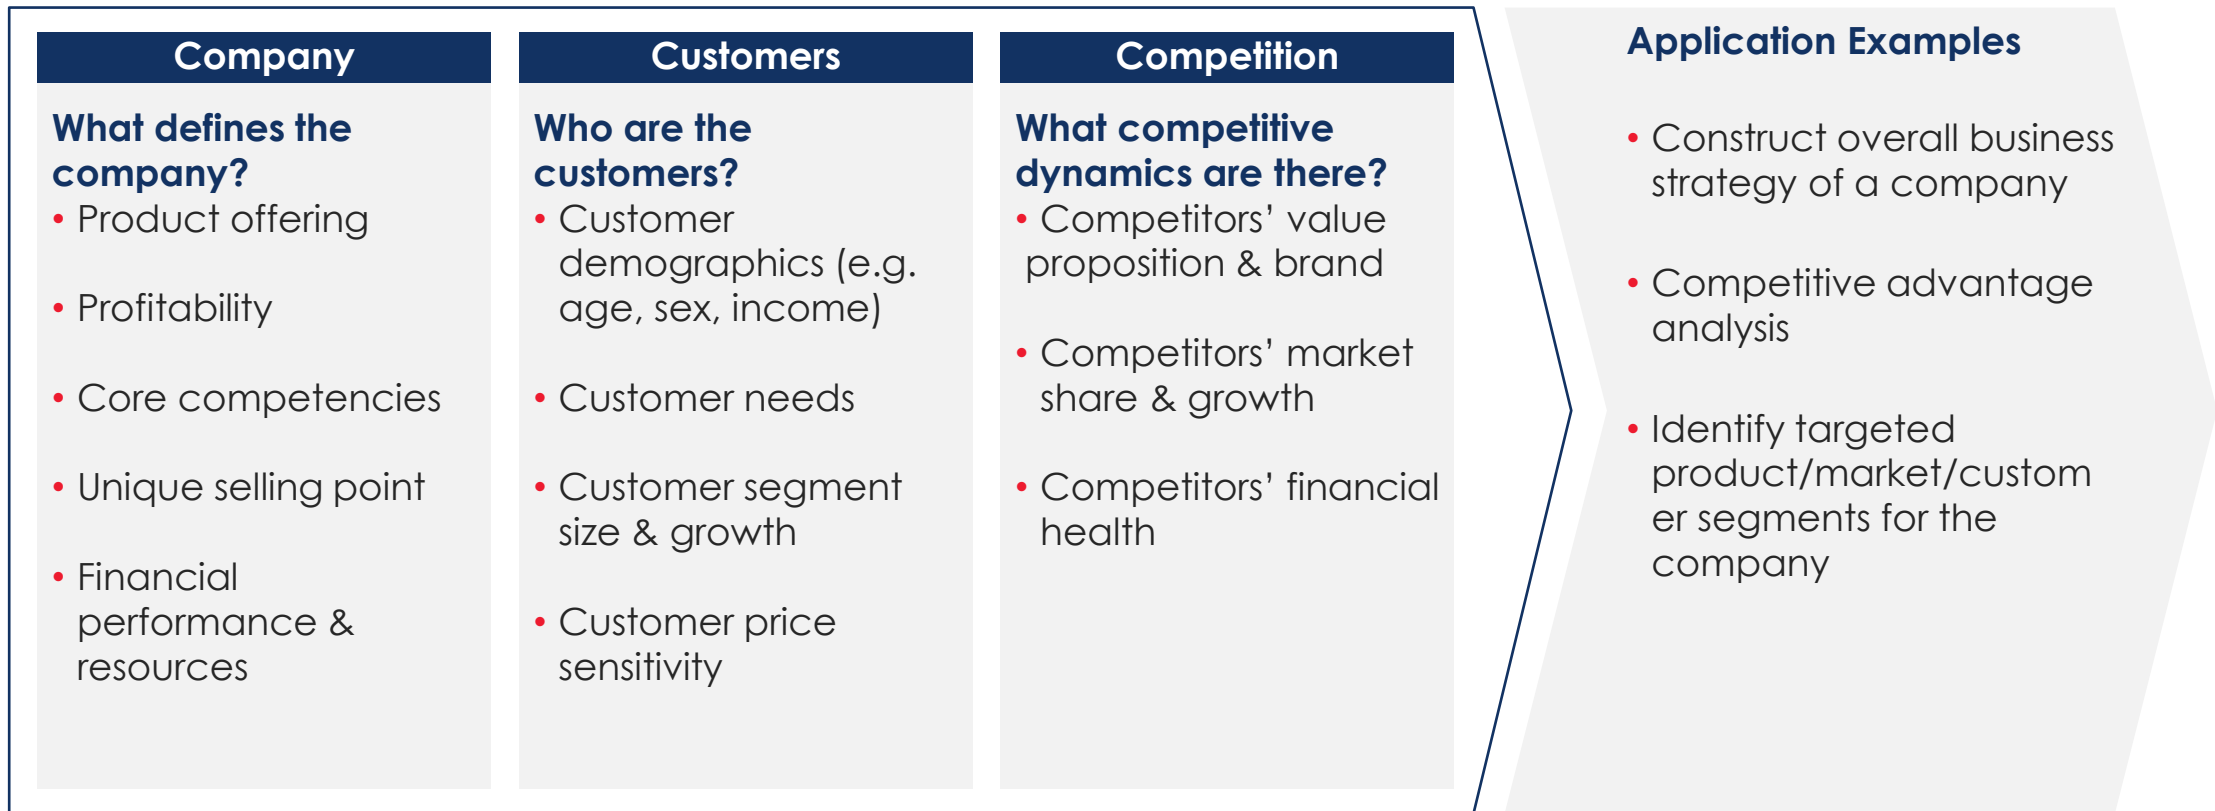 Company
What defines the
company?
• Product offering
• Profitability
• Core competencies
• Unique selling point
• Financial
performance &
resources
Customers
Who are the
customers?
• Customer
demographics (e.g.
age, sex, income)
• Customer needs
• Customer segment
size & growth
• Customer price
sensitivity
Competition
What competitive
dynamics are there?
• Competitors’ value
proposition & brand
• Competitors’ market
share & growth
• Competitors’ financial
health
Application Examples
• Construct overall business
strategy of a company
• Competitive advantage
analysis
• Identify targeted
product/market/custom
er segments for the
company